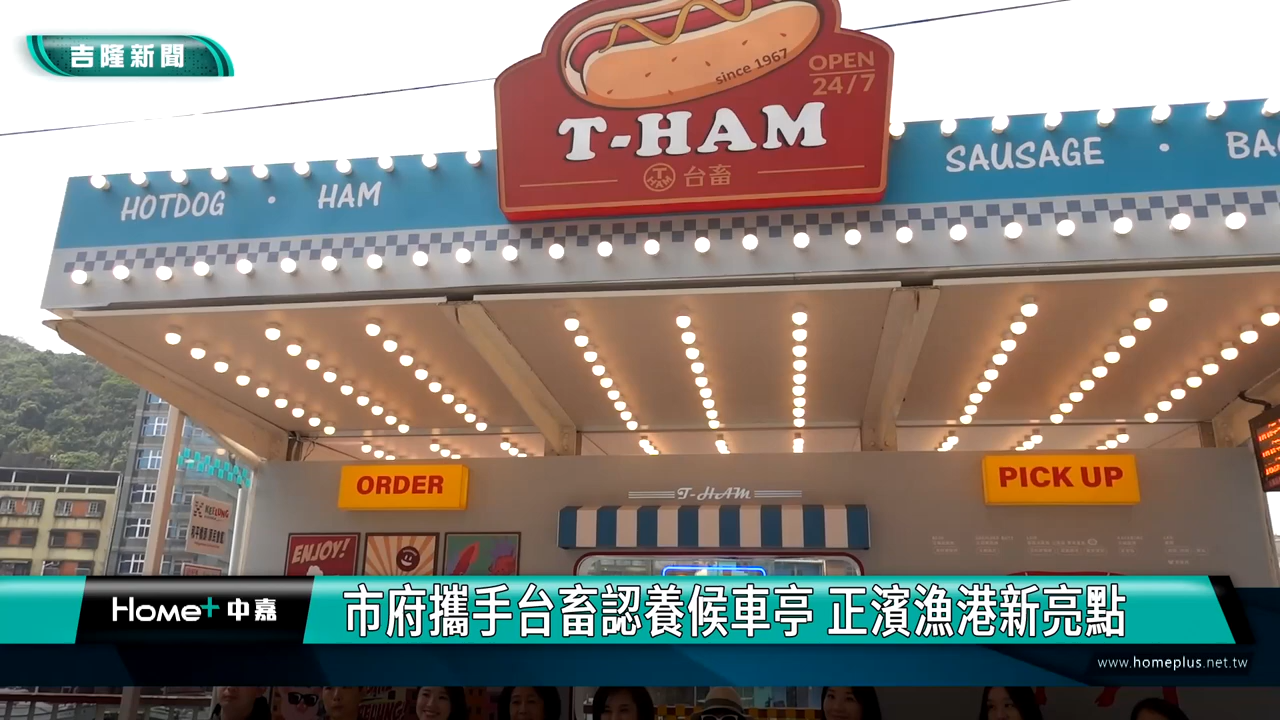 吉隆新聞
since 1967
OPEN
24/7
T-HAM
T-HAM 台畜
HOTDOG • HAM
SAUSAGE •
ORDER
PICK UP
T-HAM
ENJOY!
Home+ 中嘉
市府攜手台畜認養候車亭 正濱漁港新亮點
www.homeplus.net.tw